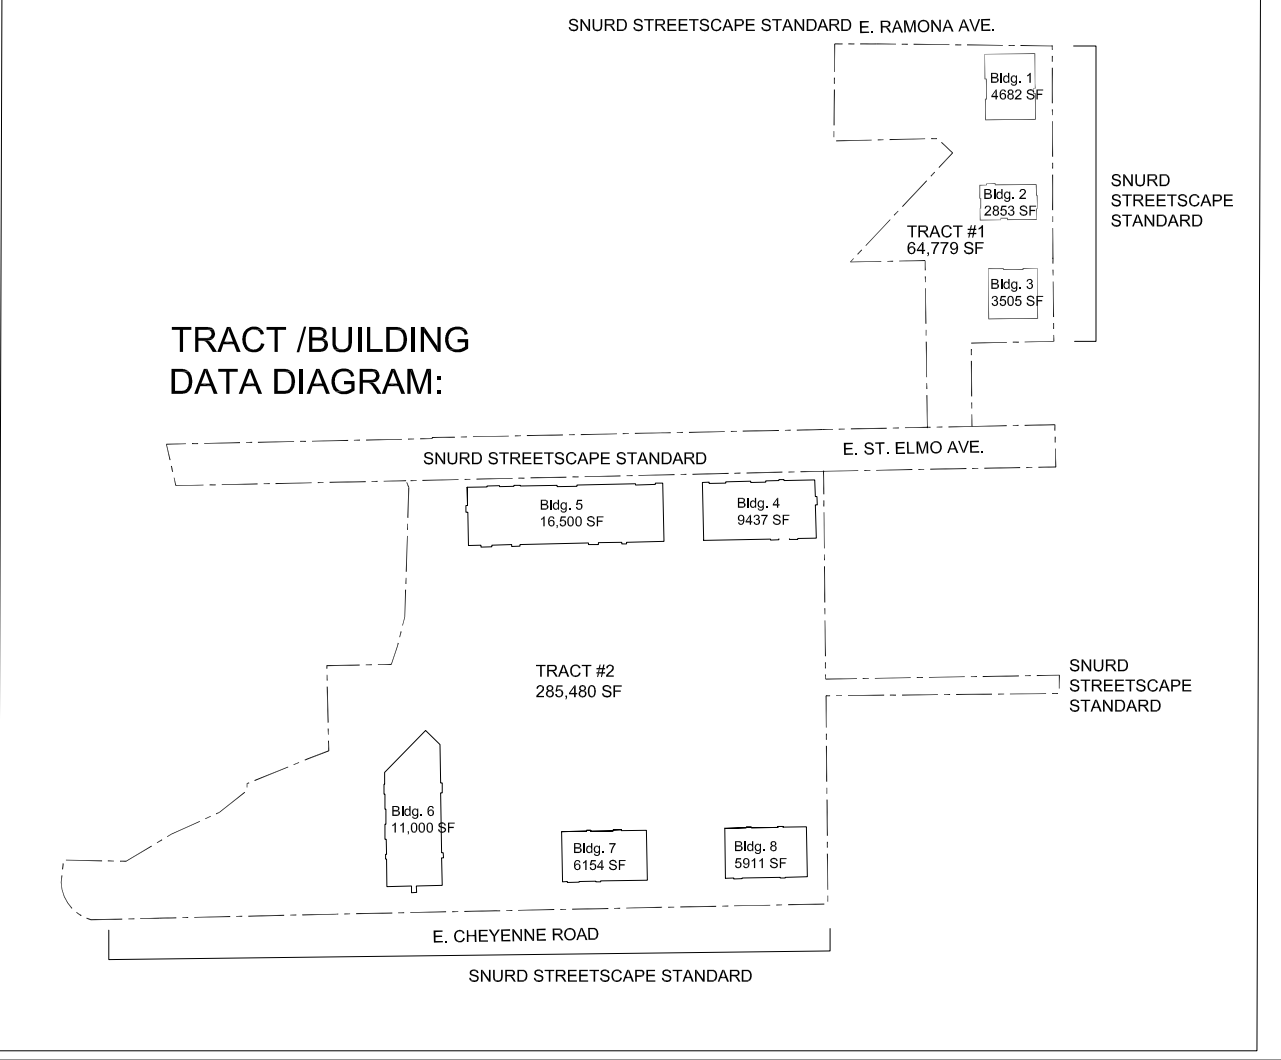 SNURD STREETSCAPE STANDARD E. RAMONA AVE.
Bldg. 1
4682 SF
SNURD
STREETSCAPE
STANDARD
Bldg. 2
2853 SF
TRACT #1
64,779 SF
Bldg. 3
3505 SF
TRACT /BUILDING
DATA DIAGRAM:
E. ST. ELMO AVE.
SNURD STREETSCAPE STANDARD
Bldg. 5
16,500 SF
Bldg. 4
9437 SF
TRACT #2
285,480 SF
SNURD
STREETSCAPE
STANDARD
Bldg. 6
11,000 SF
Bldg. 7
6154 SF
Bldg. 8
5911 SF
E. CHEYENNE ROAD
SNURD STREETSCAPE STANDARD